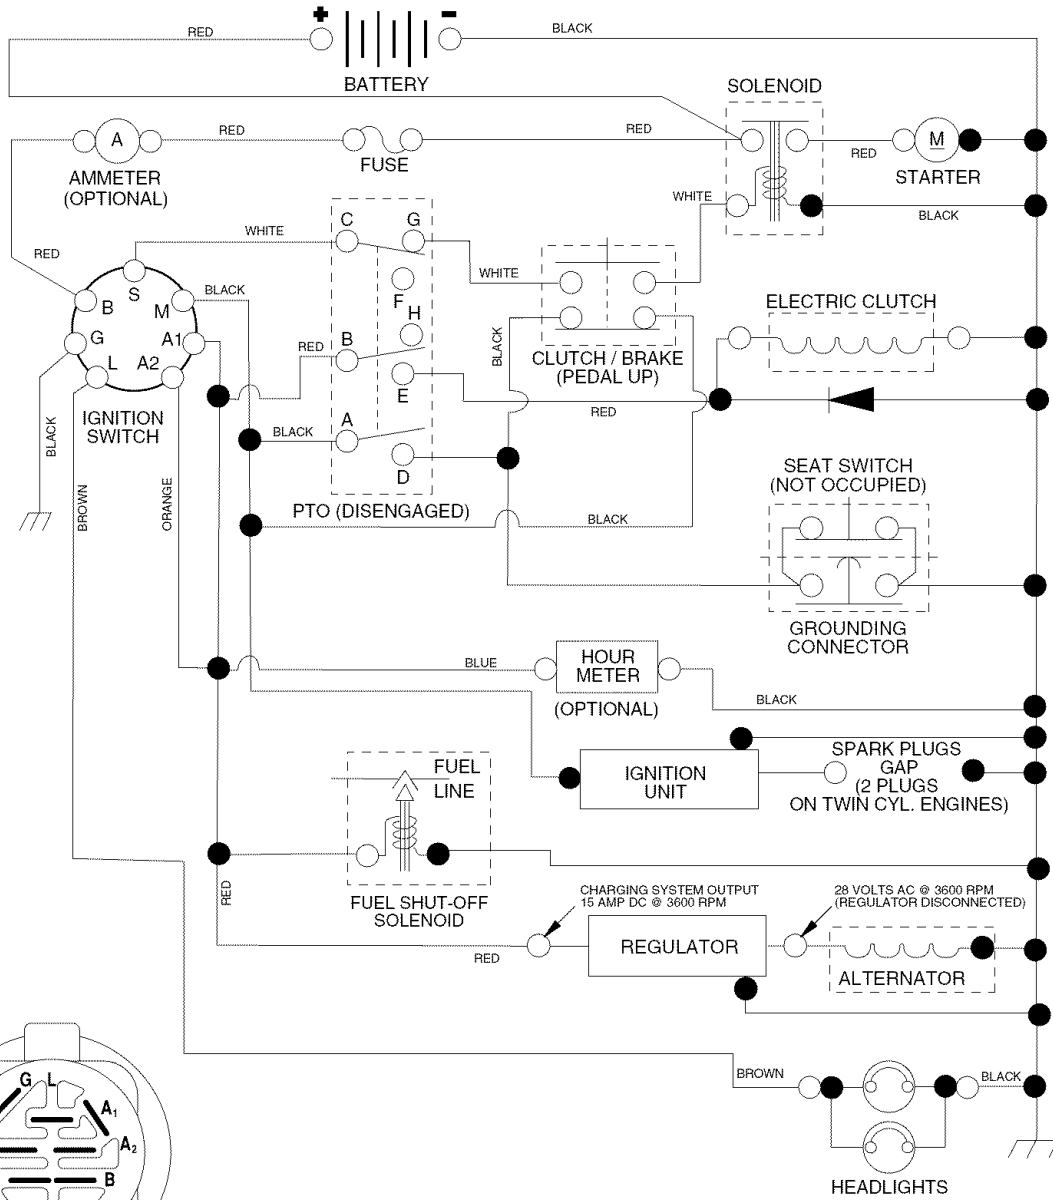 + -
RED
BLACK
BATTERY
SOLENOID
A
RED
RED
M
RED
AMMETER
(OPTIONAL)
FUSE
STARTER
WHITE
BLACK
C
G
WHITE
RED
WHITE
F
S
B
M
BLACK
H
ELECTRIC CLUTCH
G
A1
L
A2
RED
B
BLACK
CLUTCH / BRAKE
(PEDAL UP)
E
RED
IGNITION
SWITCH
BLACK
BLACK
A
D
SEAT SWITCH
(NOT OCCUPIED)
BROWN
ORANGE
PTO (DISENGAGED)
BLACK
GROUNDING
CONNECTOR
BLUE
HOUR
METER
(OPTIONAL)
BLACK
FUEL
LINE
IGNITION
UNIT
SPARK PLUGS
GAP
(2 PLUGS
ON TWIN CYL. ENGINES)
RED
FUEL SHUT-OFF
SOLENOID
CHARGING SYSTEM OUTPUT
15 AMP DC @ 3600 RPM
28 VOLTS AC @ 3600 RPM
(REGULATOR DISCONNECTED)
RED
REGULATOR
ALTERNATOR
BROWN
BLACK
HEADLIGHTS
G L
A1
A2
B